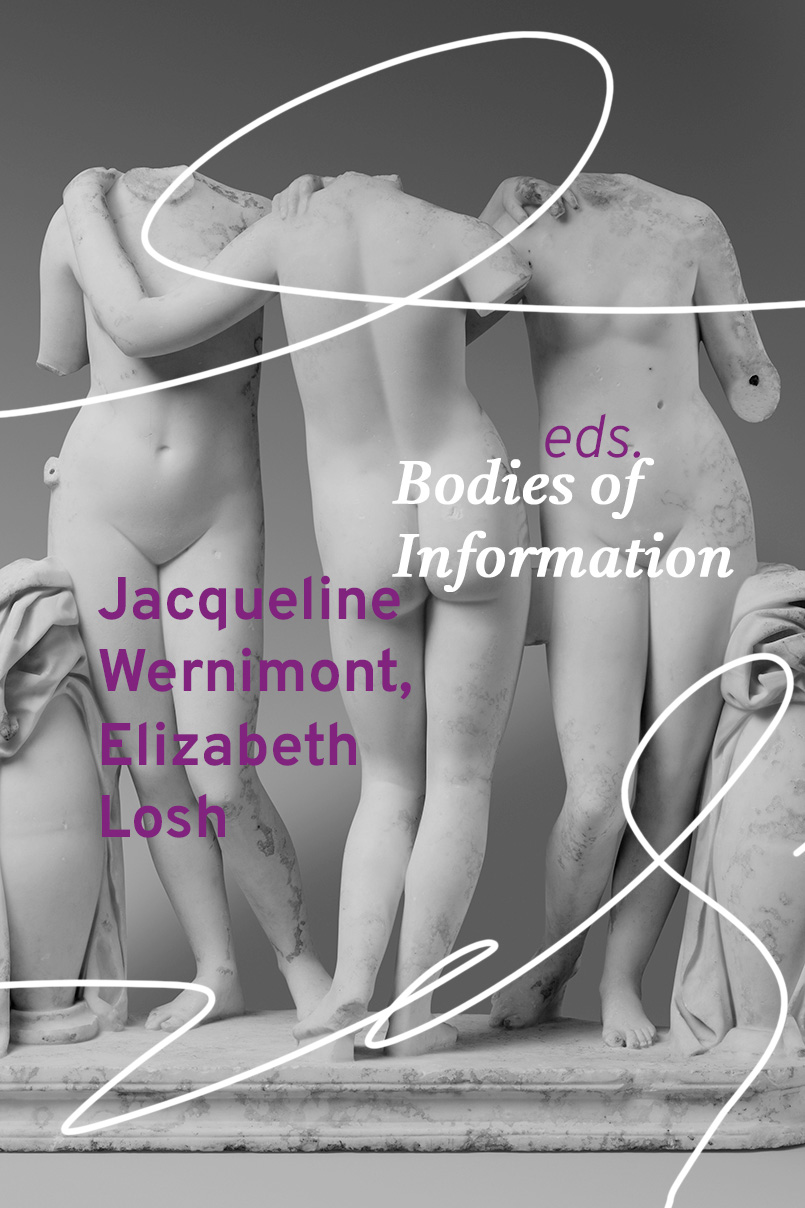 eds.
Bodies of
Information
Jacqueline
Wernimont,
Elizabeth
Losh